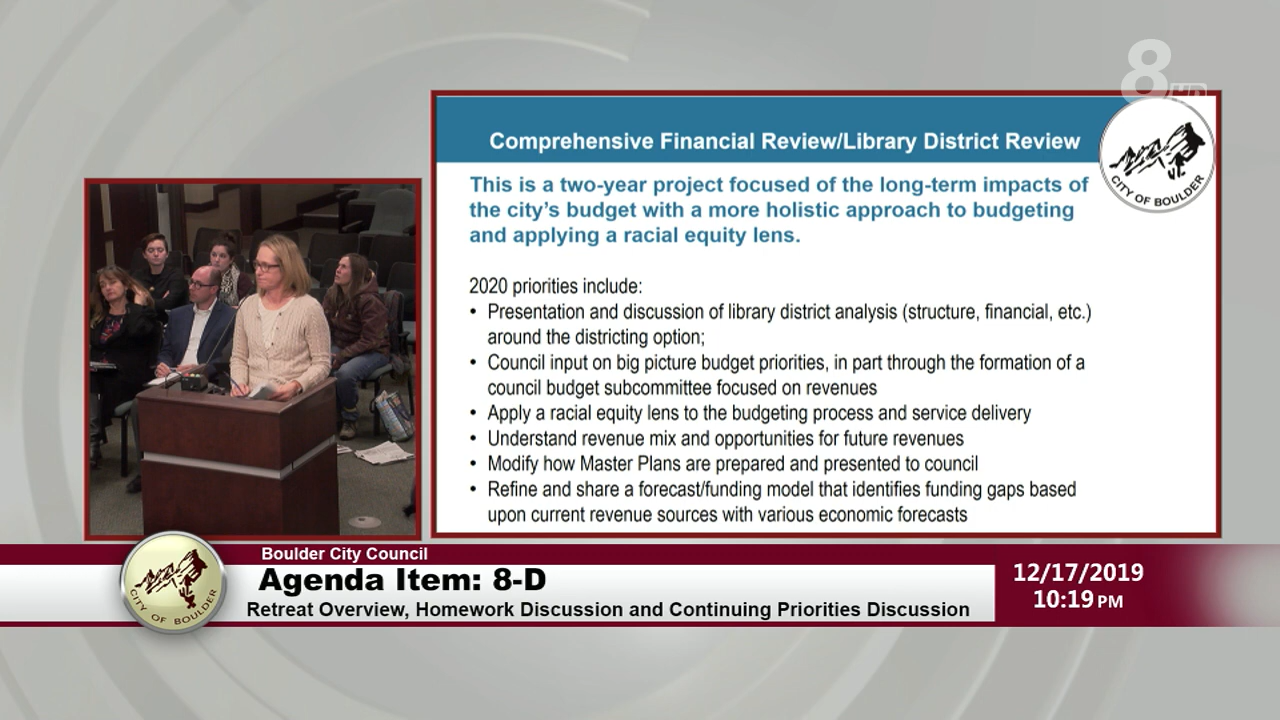 8
HD
Comprehensive Financial Review/Library District Review
CITY OF BOULDER
This is a two-year project focused of the long-term impacts of
the city's budget with a more holistic approach to budgeting
and applying a racial equity lens.
2020 priorities include:
• Presentation and discussion of library district analysis (structure, financial, etc.)
around the districting option;
• Council input on big picture budget priorities, in part through the formation of a
council budget subcommittee focused on revenues
• Apply a racial equity lens to the budgeting process and service delivery
• Understand revenue mix and opportunities for future revenues
• Modify how Master Plans are prepared and presented to council
• Refine and share a forecast/funding model that identifies funding gaps based
upon current revenue sources with various economic forecasts
Boulder City Council
Agenda Item: 8-D
Retreat Overview, Homework Discussion and Continuing Priorities Discussion
CITY OF BOULDER
12/17/2019
10:19 PM